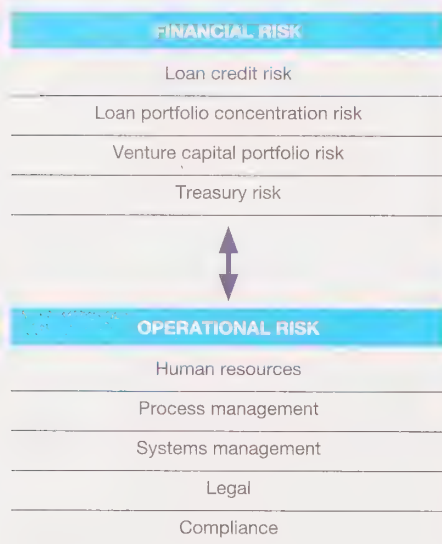 FINANCIAL RISK
Loan credit risk
Loan portfolio concentration risk
Venture capital portfolio risk
Treasury risk
OPERATIONAL RISK
Human resources
Process management
Systems management
Legal
Compliance